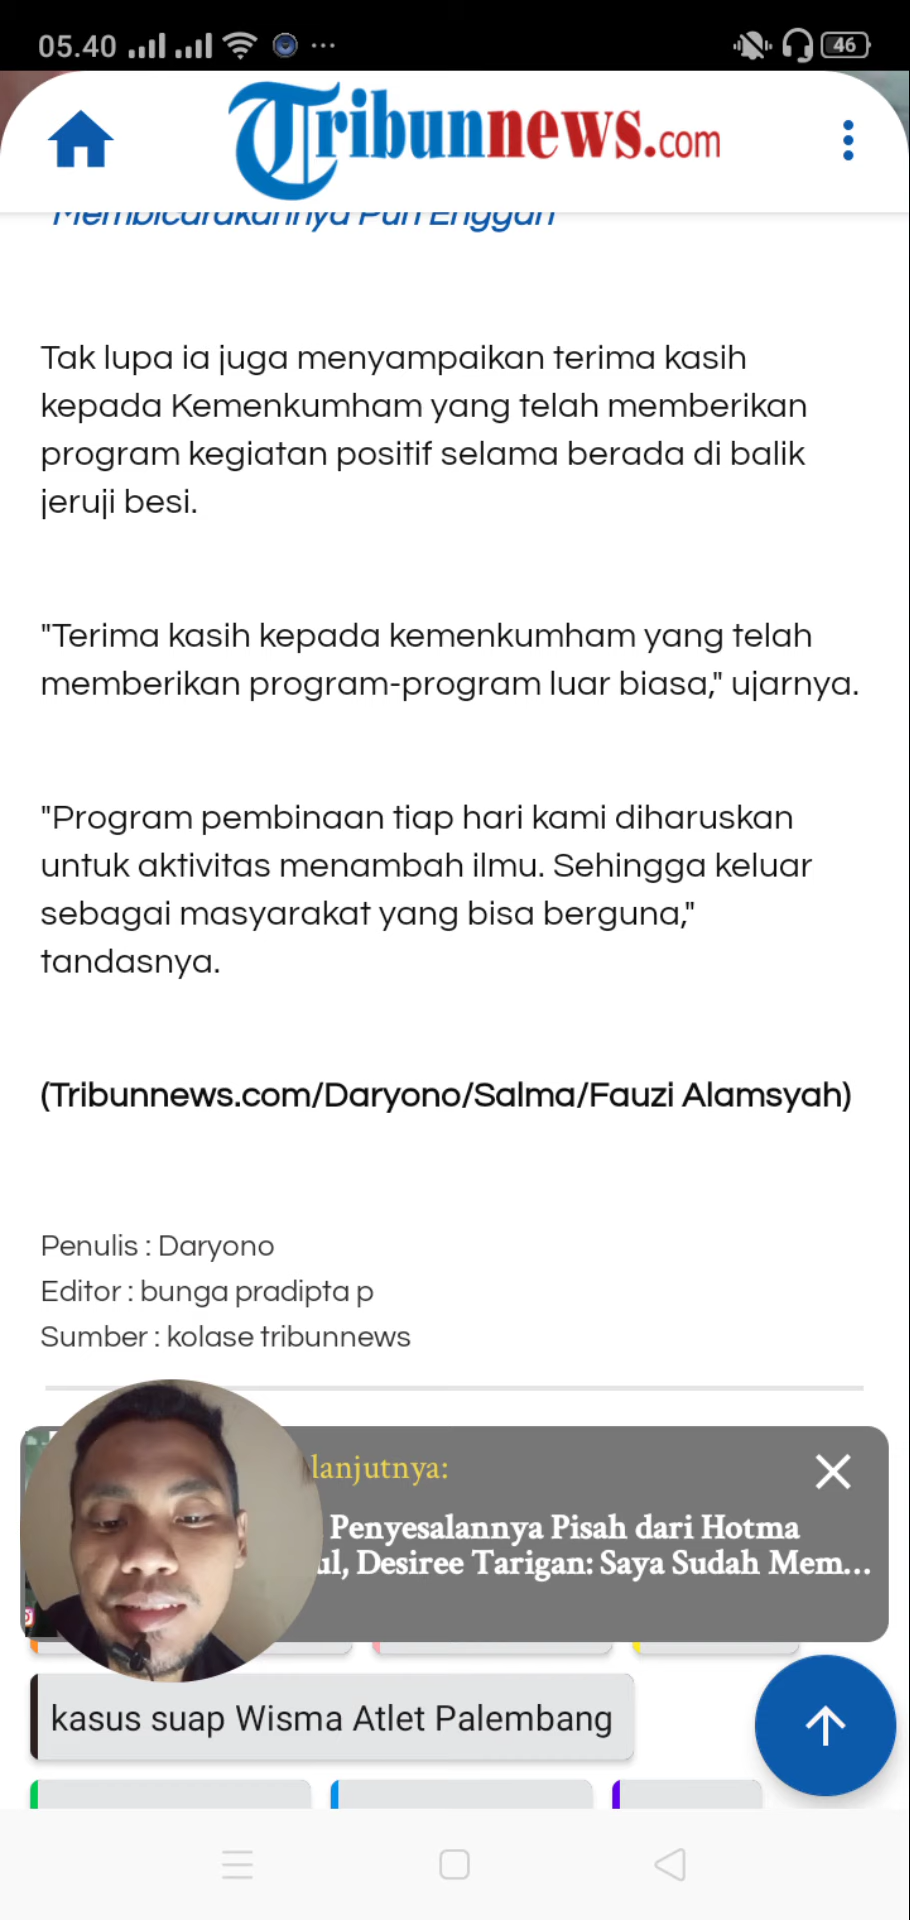 05.40
46
Tribunnews.com
Membicarakannya Pun Enggan
Tak lupa ia juga menyampaikan terima kasih
kepada Kemenkumham yang telah memberikan
program kegiatan positif selama berada di balik
jeruji besi.
"Terima kasih kepada kemenkumham yang telah
memberikan program-program luar biasa," ujarnya.
"Program pembinaan tiap hari kami diharuskan
untuk aktivitas menambah ilmu. Sehingga keluar
sebagai masyarakat yang bisa berguna,"
tandasnya.
(Tribunnews.com/Daryono/Salma/Fauzi Alamsyah)
Penulis : Daryono
Editor : bunga pradipta p
Sumber : kolase tribunnews
lanjutnya:
Penyesalannya Pisah dari Hotma
ul, Desiree Tarigan: Saya Sudah Mem...
kasus suap Wisma Atlet Palembang